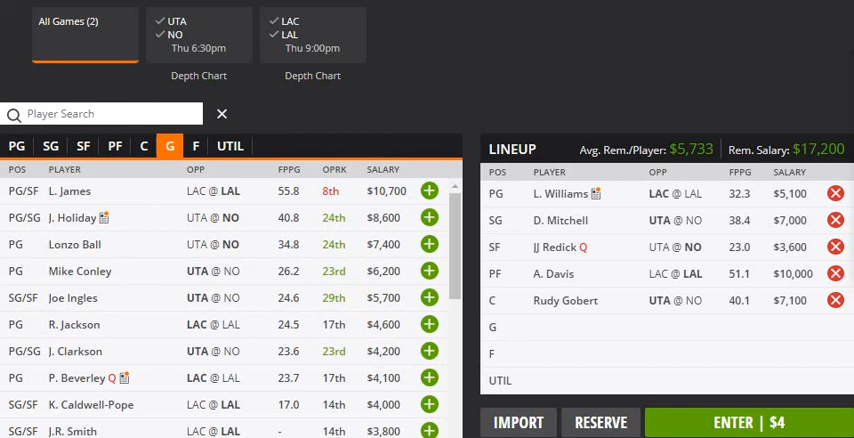 All Games (2)
UTA
NO
Thu 6:30pm
Depth Chart
LAC
LAL
Thu 9:00pm
Depth Chart
Player Search
PG SG SF PF C G F UTIL
POS PLAYER OPP FPPG OPRK SALARY
PG/SF L. James LAC @ LAL 55.8 8th $10,700
PG/SG J. Holiday UTA @ NO 40.8 24th $8,600
PG Lonzo Ball UTA @ NO 34.8 24th $7,400
PG Mike Conley UTA @ NO 26.2 23rd $6,200
SG/SF Joe Ingles UTA @ NO 24.6 29th $5,700
PG R. Jackson LAC @ LAL 24.5 17th $4,600
PG/SG J. Clarkson UTA @ NO 23.6 23rd $4,200
PG P. Beverley Q LAC @ LAL 23.7 17th $4,100
SG/SF K. Caldwell-Pope LAC @ LAL 17.0 14th $4,000
SG/SF J.R. Smith LAC @ LAL - 14th $3,800
LINEUP Avg. Rem./Player: $5,733 Rem. Salary: $17,200
POS PLAYER OPP FPPG SALARY
PG L. Williams LAC @ LAL 32.3 $5,100
SG D. Mitchell UTA @ NO 38.4 $7,000
SF JJ Redick Q UTA @ NO 23.0 $3,600
PF A. Davis LAC @ LAL 51.1 $10,000
C Rudy Gobert UTA @ NO 40.1 $7,100
G
F
UTIL
IMPORT RESERVE ENTER | $4